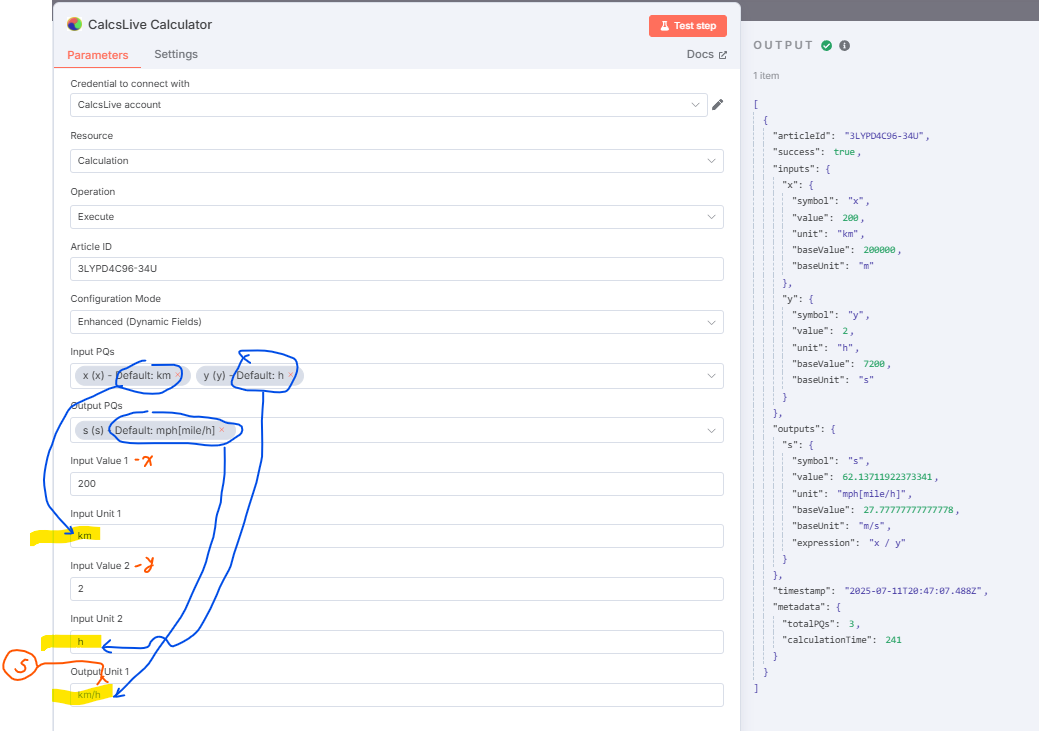 CalcsLive Calculator
Test step
Parameters
Settings
Docs
Credential to connect with
CalcsLive account
Resource
Calculation
Operation
Execute
Article ID
3LYPD4C96-34U
Configuration Mode
Enhanced (Dynamic Fields)
Input PQs
x (x) - Default: km ×
y (y) - Default: h ×
Output PQs
s (s) - Default: mph[mile/h] ×
Input Value 1 - x
200
Input Unit 1
km
Input Value 2 - y
2
Input Unit 2
h
S
Output Unit 1
km/h
OUTPUT
1 item
[
{
"articleId": "3LYPD4C96-34U",
"success": true,
"inputs": {
"x": {
"symbol": "x",
"value": 200,
"unit": "km",
"baseValue": 200000,
"baseUnit": "m"
},
"y": {
"symbol": "y",
"value": 2,
"unit": "h",
"baseValue": 7200,
"baseUnit": "s"
}
},
"outputs": {
"s": {
"symbol": "s",
"value": 62.13711922373341,
"unit": "mph[mile/h]",
"baseValue": 27.77777777777778,
"baseUnit": "m/s",
"expression": "x / y"
}
},
"timestamp": "2025-07-11T20:47:07.488Z",
"metadata": {
"totalPQs": 3,
"calculationTime": 241
}
}
]